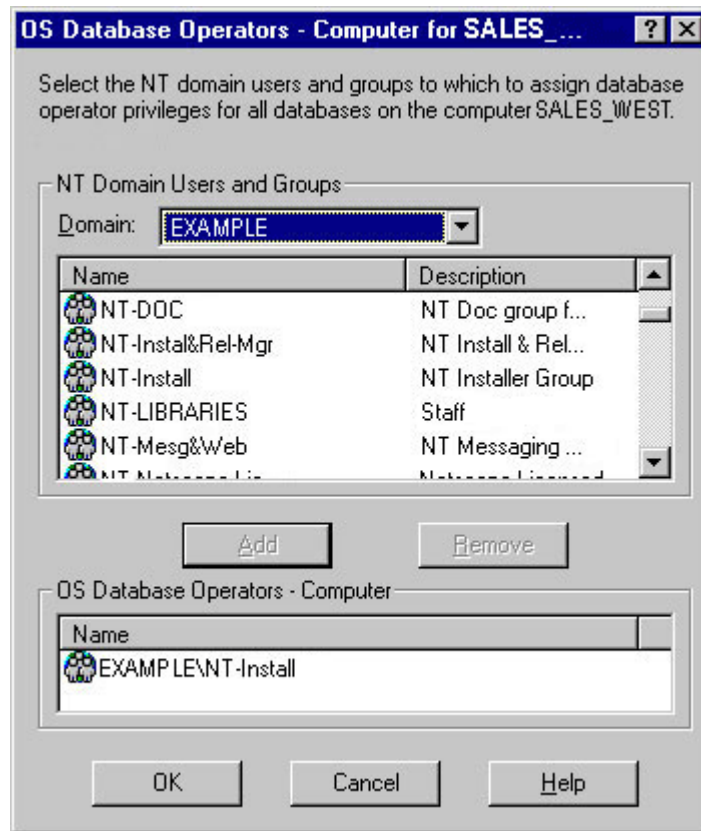 OS Database Operators - Computer for SALES_...
Select the NT domain users and groups to which to assign database
operator privileges for all databases on the computer SALES_WEST.
NT Domain Users and Groups
Domain: EXAMPLE
Name Description
NT-DOC NT Doc group f...
NT-Instal&Rel-Mgr NT Install & Rel...
NT-Install NT Installer Group
NT-LIBRARIES Staff
NT-Mesg&Web NT Messaging ...
Add Remove
OS Database Operators - Computer
Name
EXAMPLE\NT-Install
OK Cancel Help